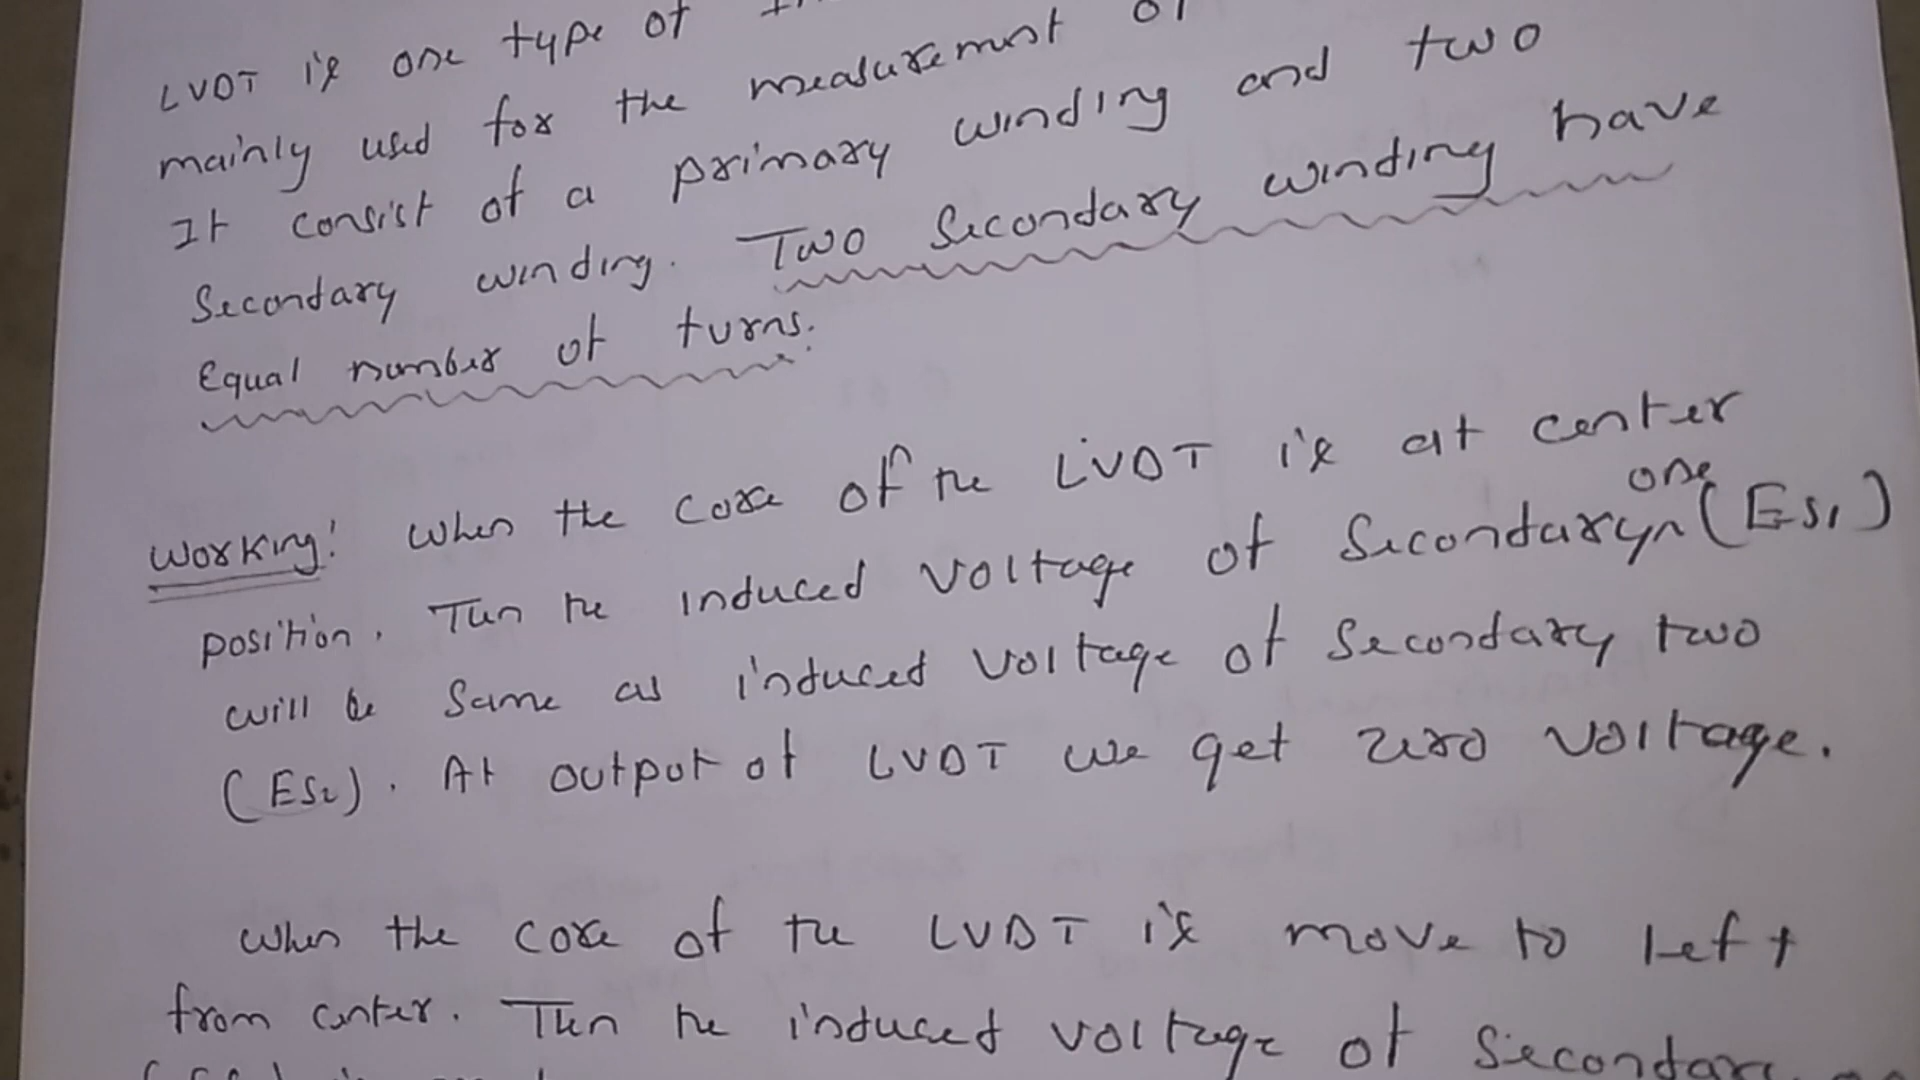 LVDT is one type of
mainly used for the measurement of
It consist of a primary winding and two
Secondary winding. Two Secondary winding have
Equal number of turns.
Working: When the core of the LVDT is at center
position. Then the induced voltage of Secondary one (ES1)
will be same as induced voltage of Secondary two
(ES2). At output of LVDT we get zero voltage.
When the core of the LVDT is move to left
from center. Then the induced voltage of